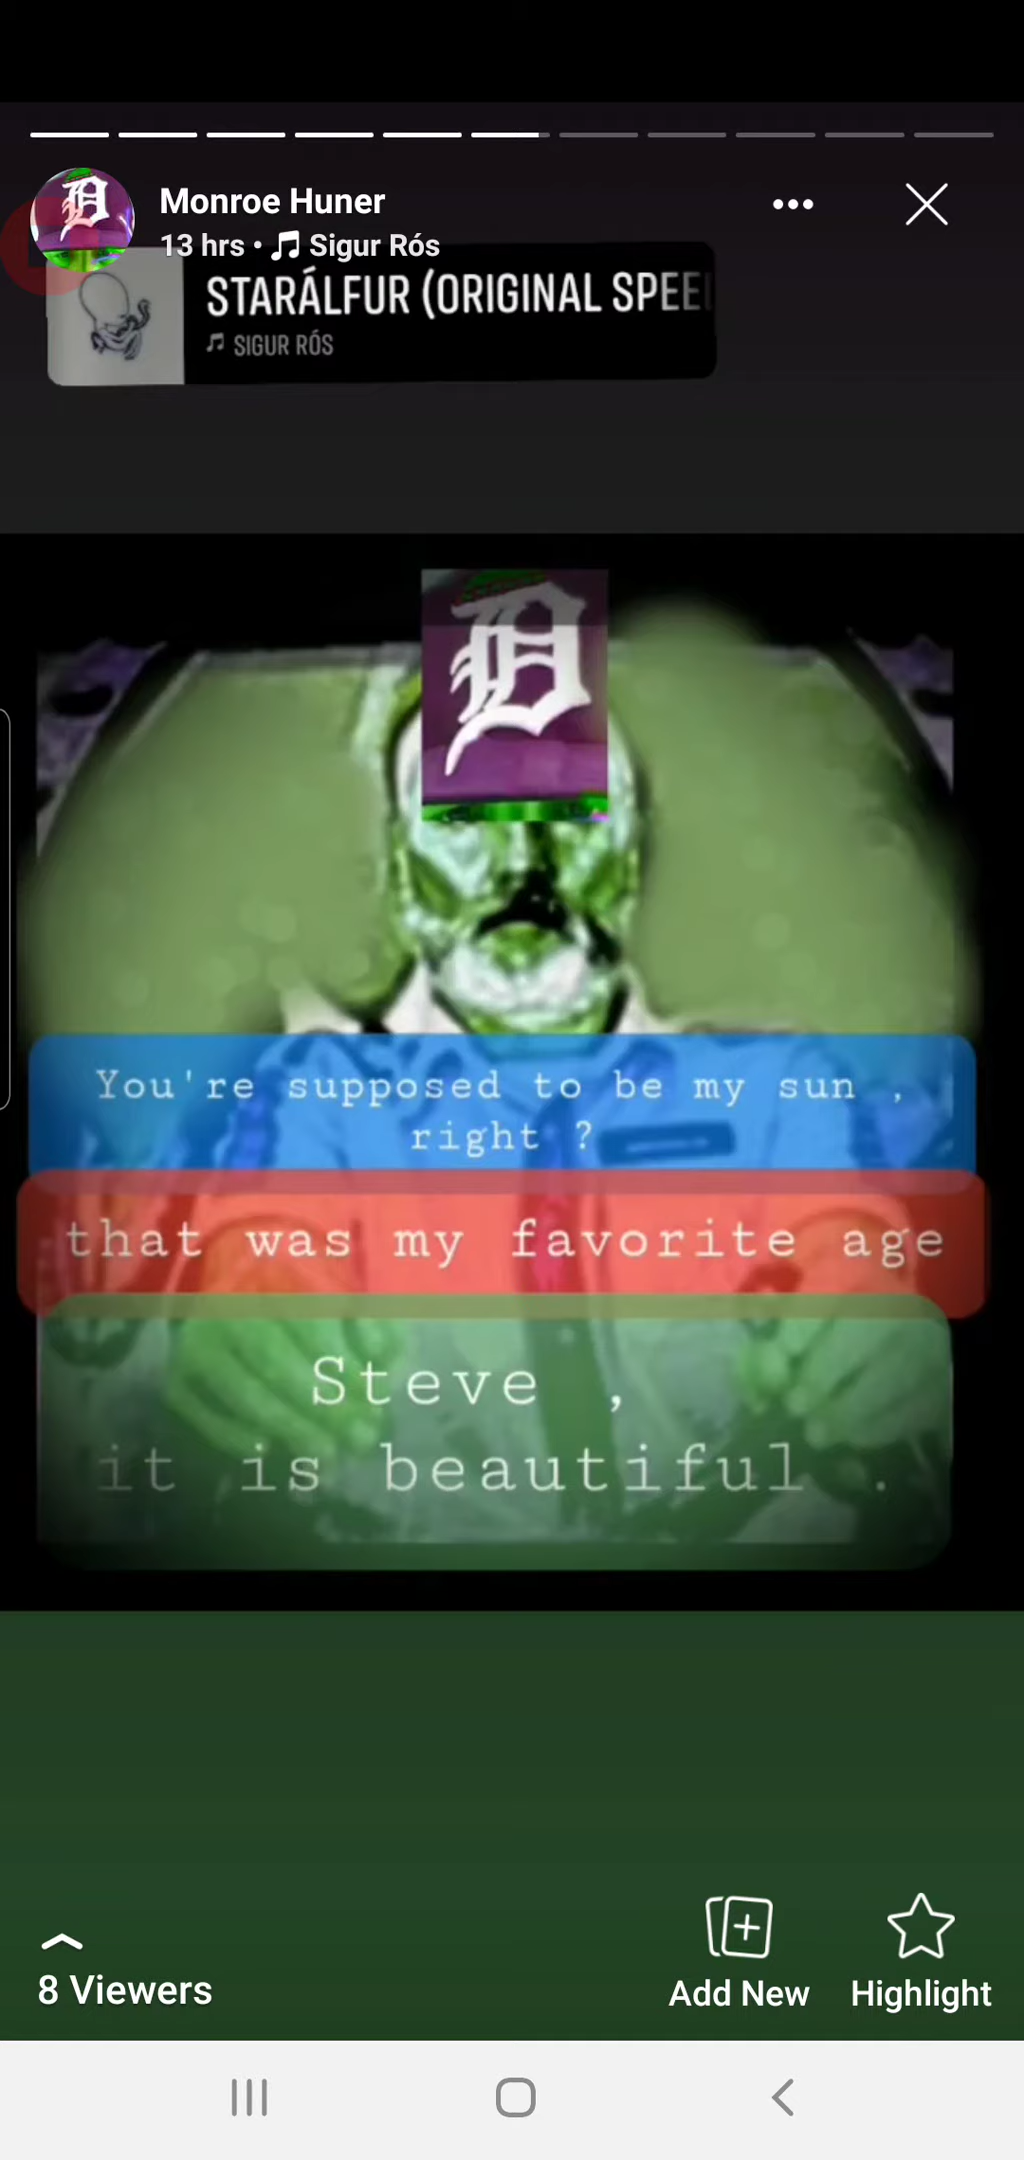 Monroe Huner
13 hrs • Sigur Rós
STARÁLFUR (ORIGINAL SPEE
SIGUR RÓS
D
You're supposed to be my sun ,
right ?
that was my favorite age
Steve ,
it is beautiful .
8 Viewers
Add New
Highlight